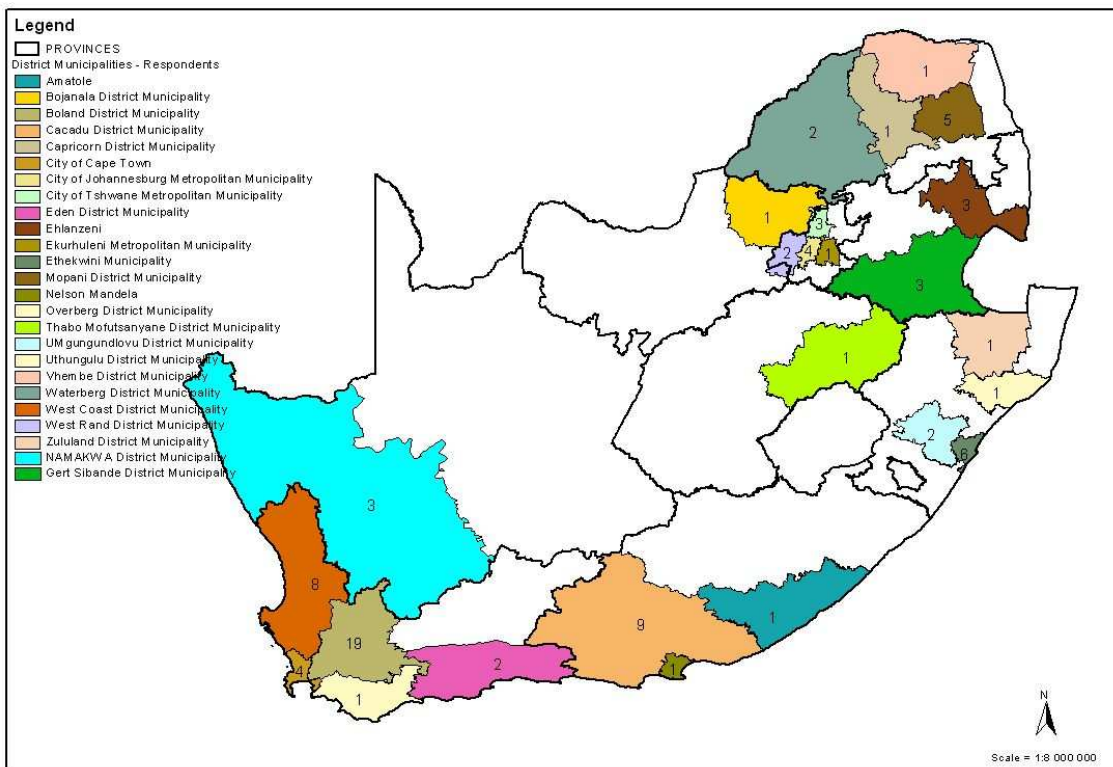 Legend
PROVINCES
District Municipalities - Respondents
Amatole
Bojanala District Municipality
Boland District Municipality
Cacadu District Municipality
Capricorn District Municipality
City of Cape Town
City of Johannesburg Metropolitan Municipality
City of Tshwane Metropolitan Municipality
Eden District Municipality
Ehlanzeni
Ekurhuleni Metropolitan Municipality
Ethekwini Municipality
Mopani District Municipality
Nelson Mandela
Overberg District Municipality
Thabo Mofutsanyane District Municipality
UMgungundlovu District Municipality
Uthungulu District Municipality
Vhembe District Municipality
Waterberg District Municipality
West Coast District Municipality
West Rand District Municipality
Zululand District Municipality
NAMAKWA District Municipality
Gert Sibande District Municipality
1
5
1
2
3
1
3
2
4
1
3
1
1
1
2
6
3
8
1
9
19
2
4
1
1
N
Scale = 1:8 000 000